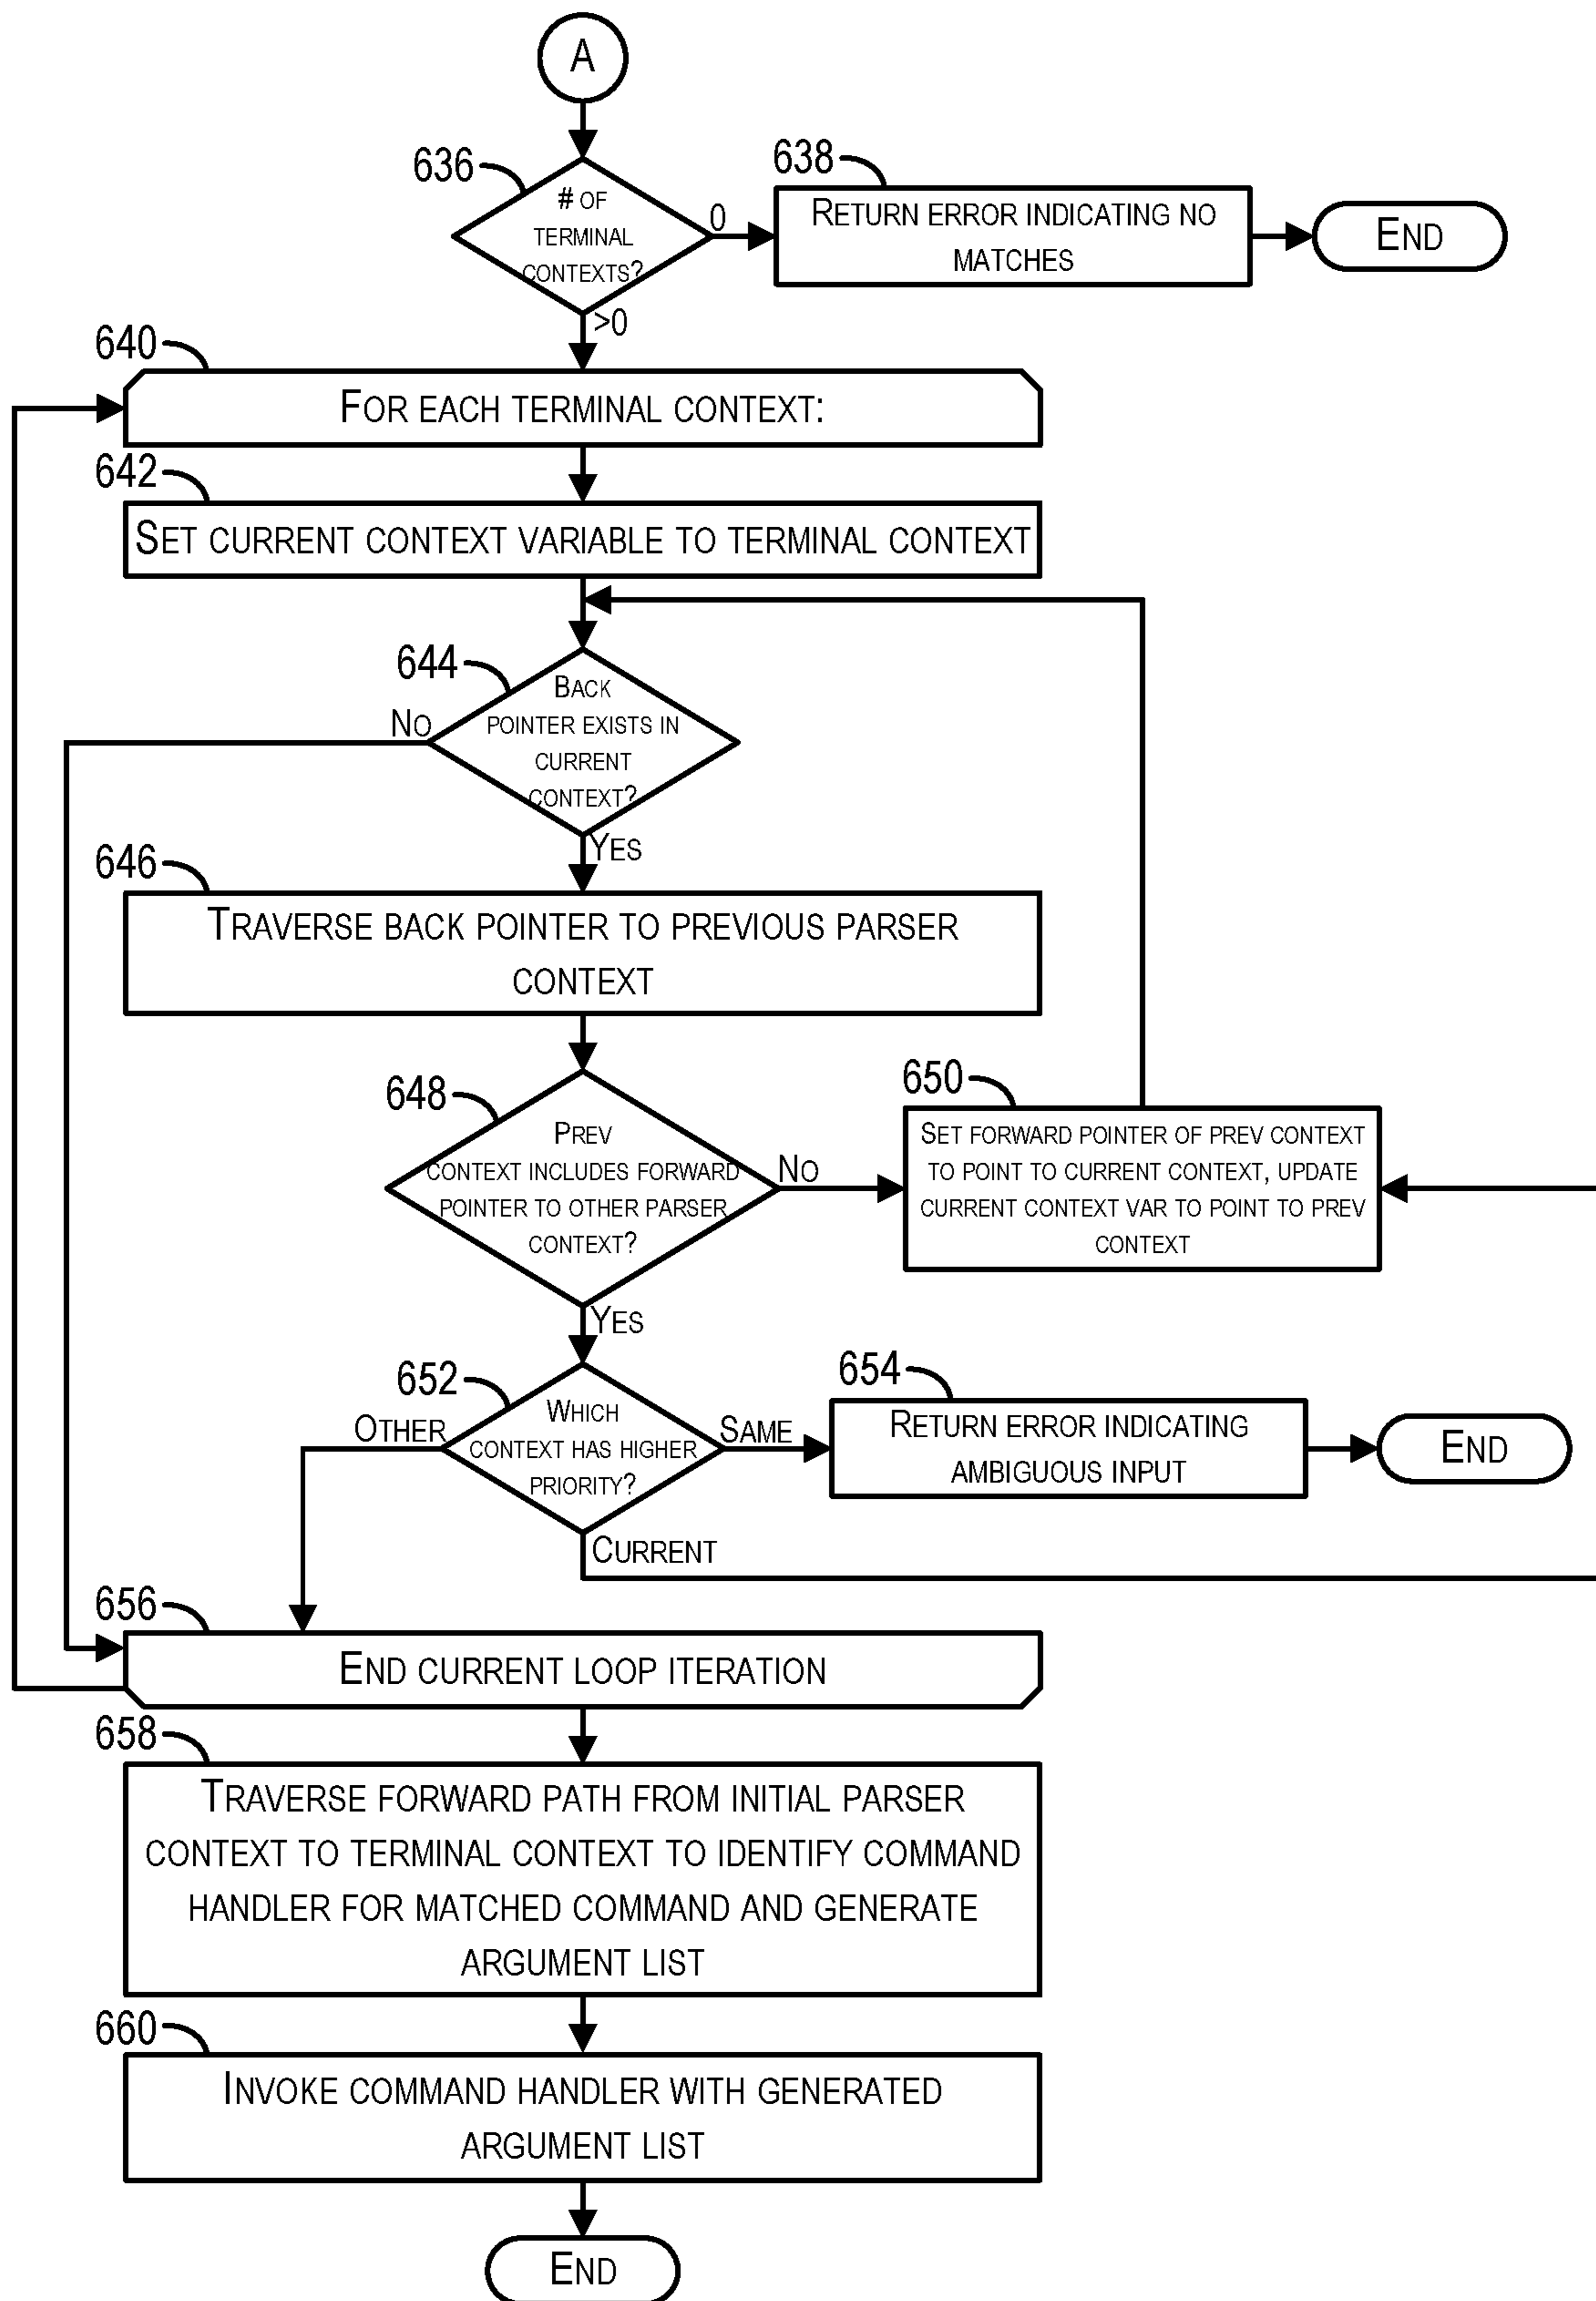 A
636
# OF
TERMINAL
CONTEXTS?
0
638
RETURN ERROR INDICATING NO
MATCHES
END
>0
640
FOR EACH TERMINAL CONTEXT:
642
SET CURRENT CONTEXT VARIABLE TO TERMINAL CONTEXT
644
BACK
POINTER EXISTS IN
CURRENT
CONTEXT?
NO
YES
646
TRAVERSE BACK POINTER TO PREVIOUS PARSER
CONTEXT
648
PREV
CONTEXT INCLUDES FORWARD
POINTER TO OTHER PARSER
CONTEXT?
NO
650
SET FORWARD POINTER OF PREV CONTEXT
TO POINT TO CURRENT CONTEXT, UPDATE
CURRENT CONTEXT VAR TO POINT TO PREV
CONTEXT
YES
652
WHICH
CONTEXT HAS HIGHER
PRIORITY?
OTHER
SAME
654
RETURN ERROR INDICATING
AMBIGUOUS INPUT
END
CURRENT
656
END CURRENT LOOP ITERATION
658
TRAVERSE FORWARD PATH FROM INITIAL PARSER
CONTEXT TO TERMINAL CONTEXT TO IDENTIFY COMMAND
HANDLER FOR MATCHED COMMAND AND GENERATE
ARGUMENT LIST
660
INVOKE COMMAND HANDLER WITH GENERATED
ARGUMENT LIST
END